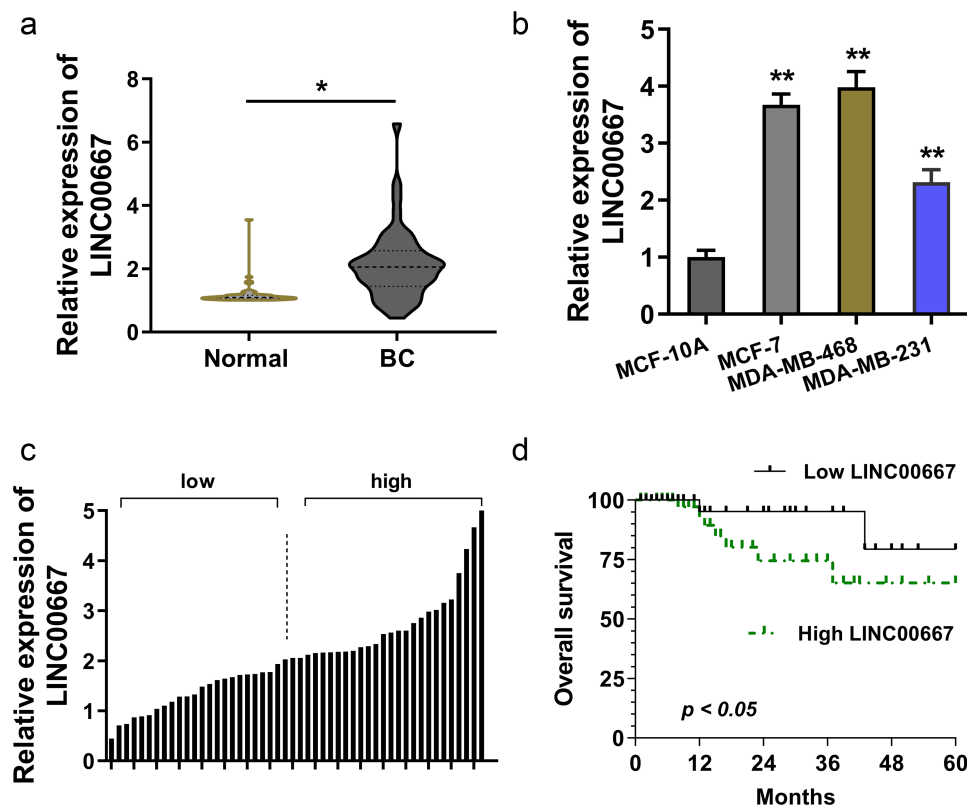 a
Relative expression of
LINC00667
8
6
4
2
0
*
Normal
BC
b
Relative expression of
LINC00667
5
4
3
2
1
0
**
**
**
MCF-10A
MCF-7
MDA-MB-468
MDA-MB-231
c
Relative expression of
LINC00667
low
high
5
4
3
2
1
0
d
Low LINC00667
Overall survival
100
75
50
25
0
High LINC00667
p < 0.05
0 12 24 36 48 60
Months